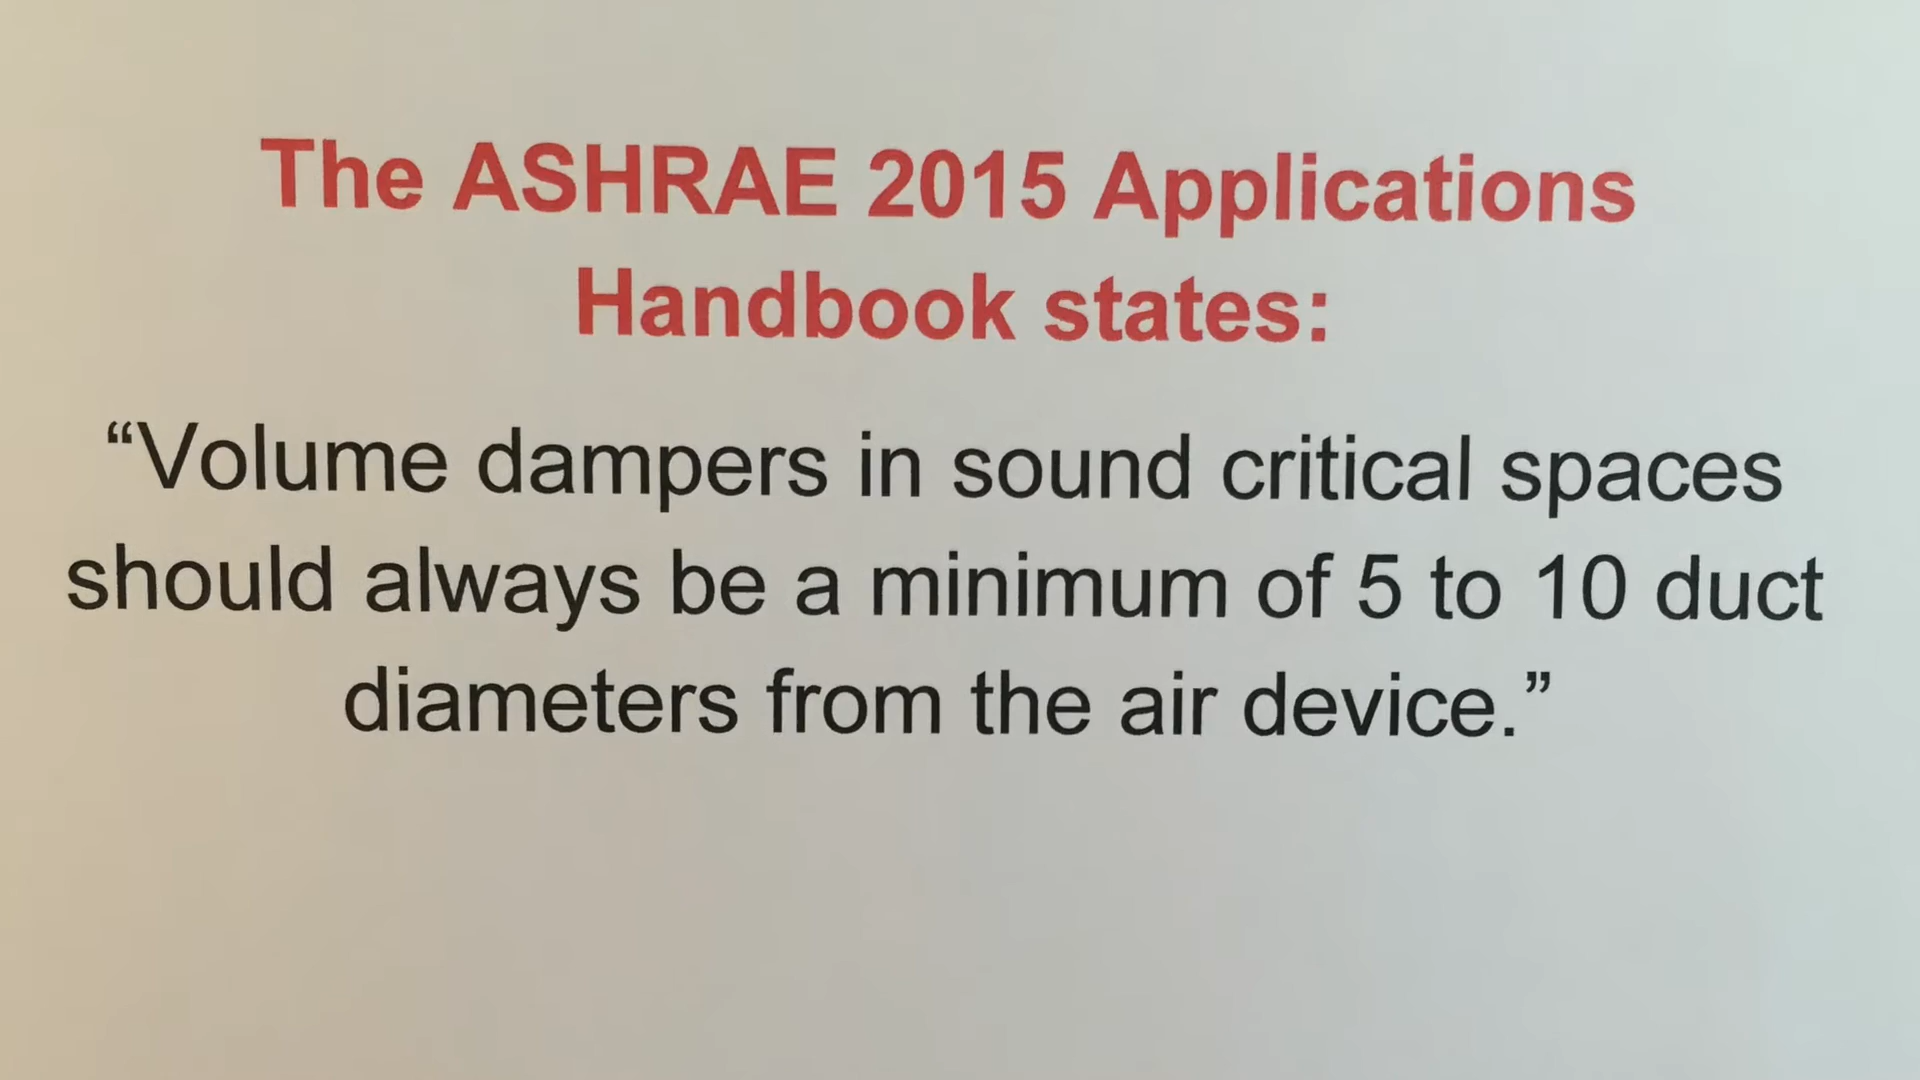 The ASHRAE 2015 Applications
Handbook states:
“Volume dampers in sound critical spaces
should always be a minimum of 5 to 10 duct
diameters from the air device.”